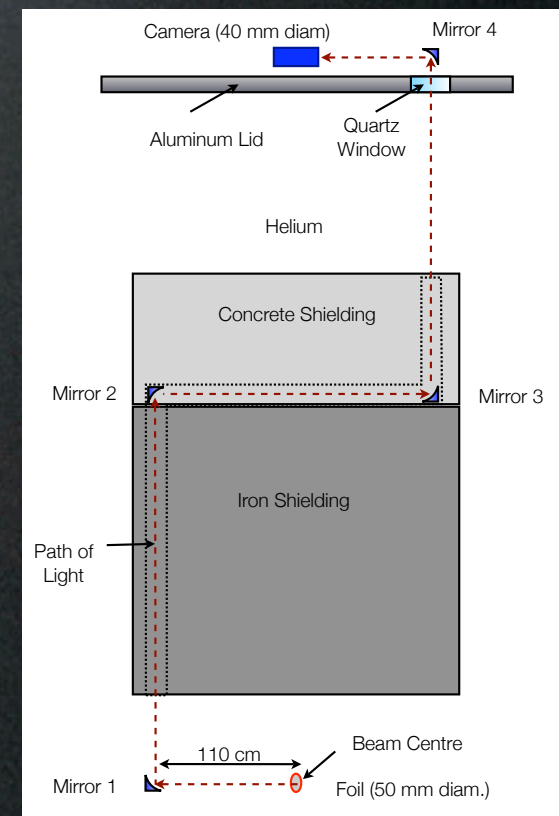 Camera (40 mm diam)
Mirror 4
Aluminum Lid
Quartz
Window
Helium
Concrete Shielding
Mirror 2
Mirror 3
Iron Shielding
Path of
Light
110 cm
Beam Centre
Mirror 1
Foil (50 mm diam.)